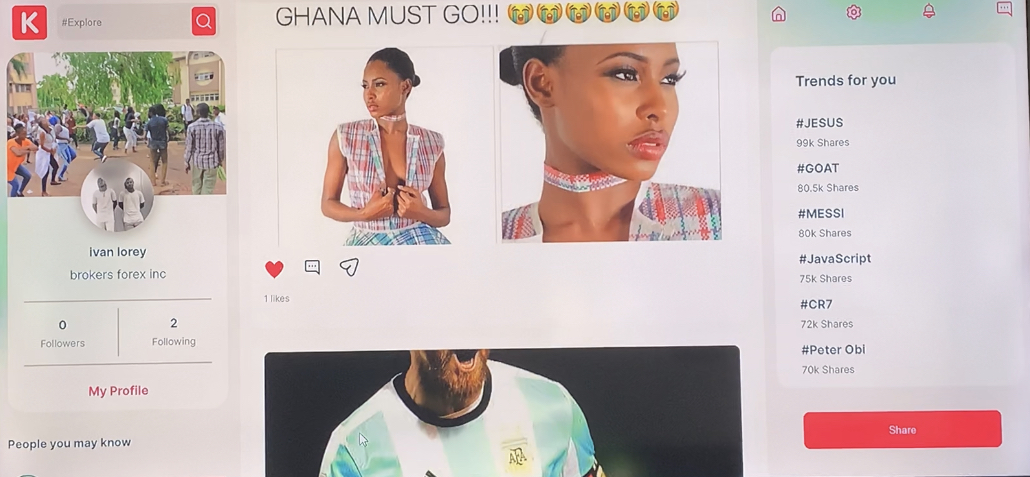 K
#Explore
GHANA MUST GO!!! 😭😭😭😭😭😭
ivan lorey
brokers forex inc
0
Followers
2
Following
My Profile
People you may know
1 likes
AFA
Trends for you
#JESUS
99k Shares
#GOAT
80.5k Shares
#MESSI
80k Shares
#JavaScript
75k Shares
#CR7
72k Shares
#Peter Obi
70k Shares
Share